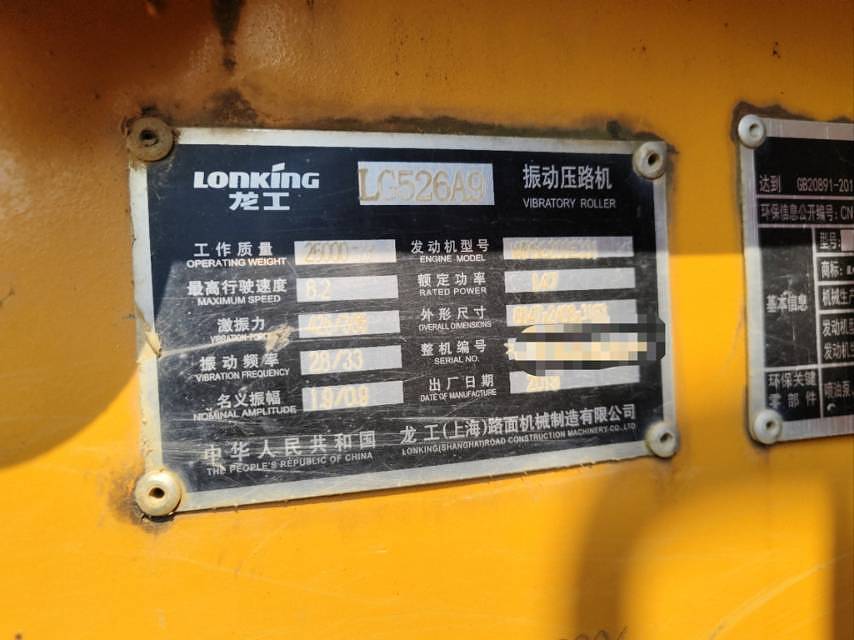 LONKING
龙工
LG526A9
振动压路机
VIBRATORY ROLLER
工作质量 26000
OPERATING WEIGHT
最高行驶速度 8.2
MAXIMUM SPEED
激振力
VIBRATION FORCE
振动频率 28/33
VIBRATION FREQUENCY
名义振幅 1.9/0.9
NOMINAL AMPLITUDE
发动机型号
ENGINE MODEL
额定功率 147
RATED POWER
外形尺寸
OVERALL DIMENSIONS
整机编号
SERIAL NO.
出厂日期
DATE OF MANUFACTURE
中华人民共和国
THE PEOPLE'S REPUBLIC OF CHINA
龙工(上海)路面机械制造有限公司
LONKING(SHANGHAI)ROAD CONSTRUCTION MACHINERY CO.,LTD
达到 GB20891-201
环保信息公开编号: CN
基本信息
型号:
商标:
机械生产
发动机
发动机
环保关键
零部件
喷油泵